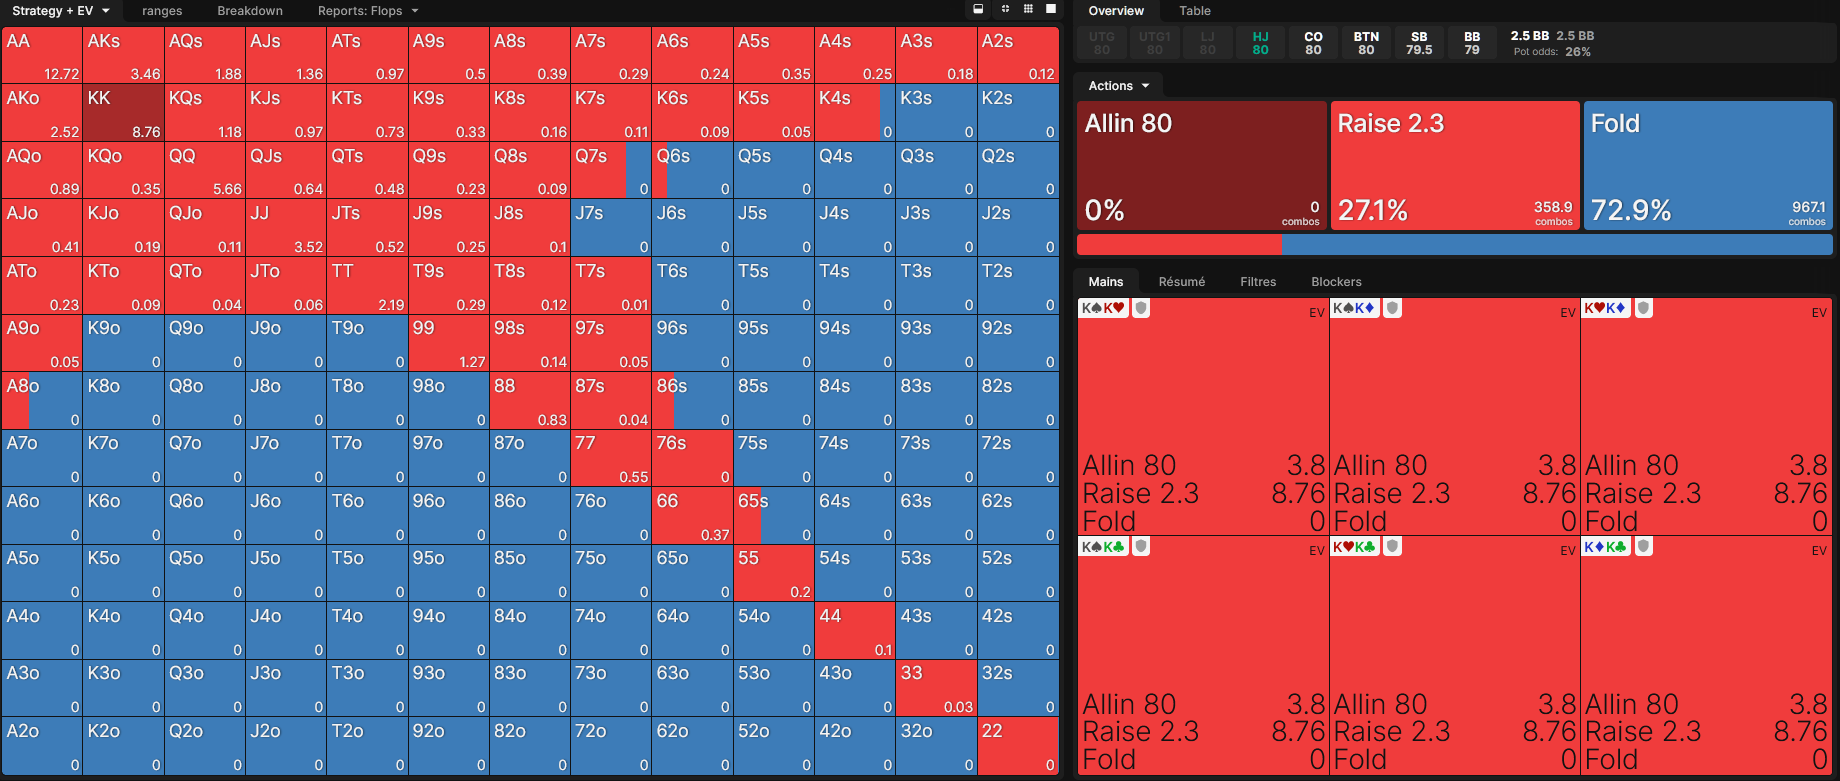 Strategy + EV ranges Breakdown Reports: Flops
AA AKs AQs AJs ATs A9s A8s A7s A6s A5s A4s A3s A2s
12.72 3.46 1.88 1.36 0.97 0.5 0.39 0.29 0.24 0.35 0.25 0.18 0.12
AKo KK KQs KJs KTs K9s K8s K7s K6s K5s K4s K3s K2s
2.52 8.76 1.18 0.97 0.73 0.33 0.16 0.11 0.09 0.05 0 0 0
AQo KQo QQ QJs QTs Q9s Q8s Q7s Q6s Q5s Q4s Q3s Q2s
0.89 0.35 5.66 0.64 0.48 0.23 0.09 0 0 0 0 0 0
AJo KJo QJo JJ JTs J9s J8s J7s J6s J5s J4s J3s J2s
0.41 0.19 0.11 3.52 0.52 0.25 0.1 0 0 0 0 0 0
ATo KTo QTo JTo TT T9s T8s T7s T6s T5s T4s T3s T2s
0.23 0.09 0.04 0.06 2.19 0.29 0.12 0.01 0 0 0 0 0
A9o K9o Q9o J9o T9o 99 98s 97s 96s 95s 94s 93s 92s
0.05 0 0 0 0 1.27 0.14 0.05 0 0 0 0 0
A8o K8o Q8o J8o T8o 98o 88 87s 86s 85s 84s 83s 82s
0 0 0 0 0 0 0.83 0.04 0 0 0 0 0
A7o K7o Q7o J7o T7o 97o 87o 77 76s 75s 74s 73s 72s
0 0 0 0 0 0 0 0.55 0 0 0 0 0
A6o K6o Q6o J6o T6o 96o 86o 76o 66 65s 64s 63s 62s
0 0 0 0 0 0 0 0 0.37 0 0 0 0
A5o K5o Q5o J5o T5o 95o 85o 75o 65o 55 54s 53s 52s
0 0 0 0 0 0 0 0 0 0.2 0 0 0
A4o K4o Q4o J4o T4o 94o 84o 74o 64o 54o 44 43s 42s
0 0 0 0 0 0 0 0 0 0 0.1 0 0
A3o K3o Q3o J3o T3o 93o 83o 73o 63o 53o 43o 33 32s
0 0 0 0 0 0 0 0 0 0 0 0.03 0
A2o K2o Q2o J2o T2o 92o 82o 72o 62o 52o 42o 32o 22
0 0 0 0 0 0 0 0 0 0 0 0 0
Overview Table
UTG UTG1 LJ HJ CO BTN SB BB 2.5 BB 2.5 BB
80 80 80 80 80 80 79.5 79 Pot odds: 26%
Actions
Allin 80 Raise 2.3 Fold
0% 0 combos 27.1% 358.9 combos 72.9% 967.1 combos
Mains Résumé Filtres Blockers
K♠K♥ EV K♠K♦ EV K♥K♦ EV
Allin 80 3.8 Allin 80 3.8 Allin 80 3.8
Raise 2.3 8.76 Raise 2.3 8.76 Raise 2.3 8.76
Fold 0 Fold 0 Fold 0
K♠K♣ EV K♥K♣ EV K♦K♣ EV
Allin 80 3.8 Allin 80 3.8 Allin 80 3.8
Raise 2.3 8.76 Raise 2.3 8.76 Raise 2.3 8.76
Fold 0 Fold 0 Fold 0